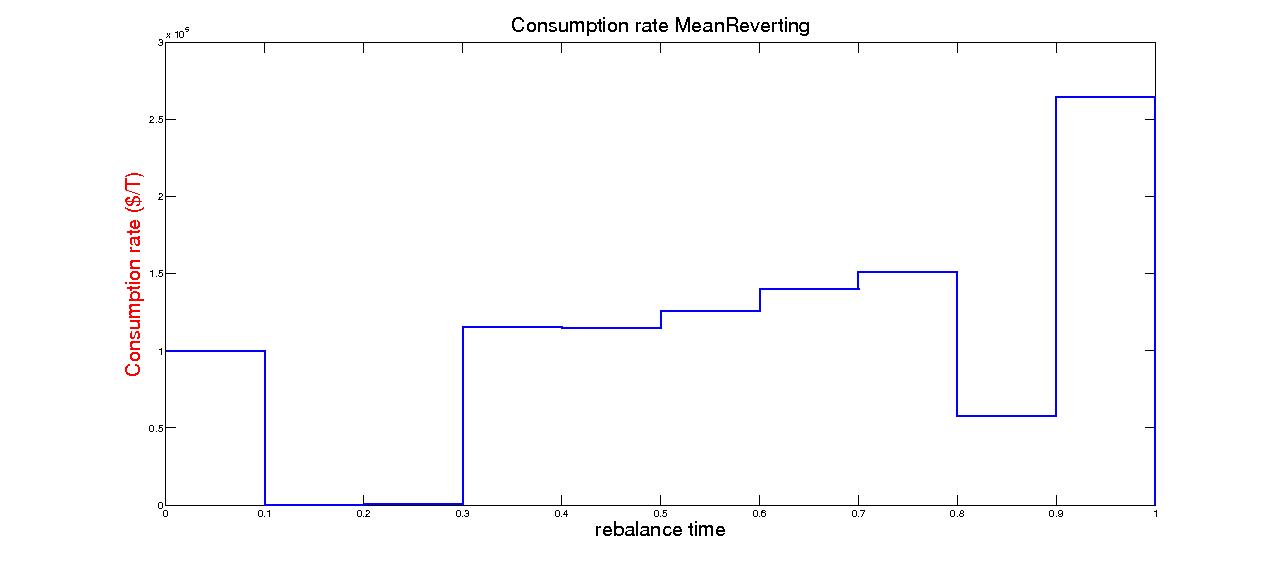 Consumption rate MeanReverting
x 10^5
3
2.5
2
1.5
1
0.5
0
Consumption rate ($/T)
0 0.1 0.2 0.3 0.4 0.5 0.6 0.7 0.8 0.9 1
rebalance time